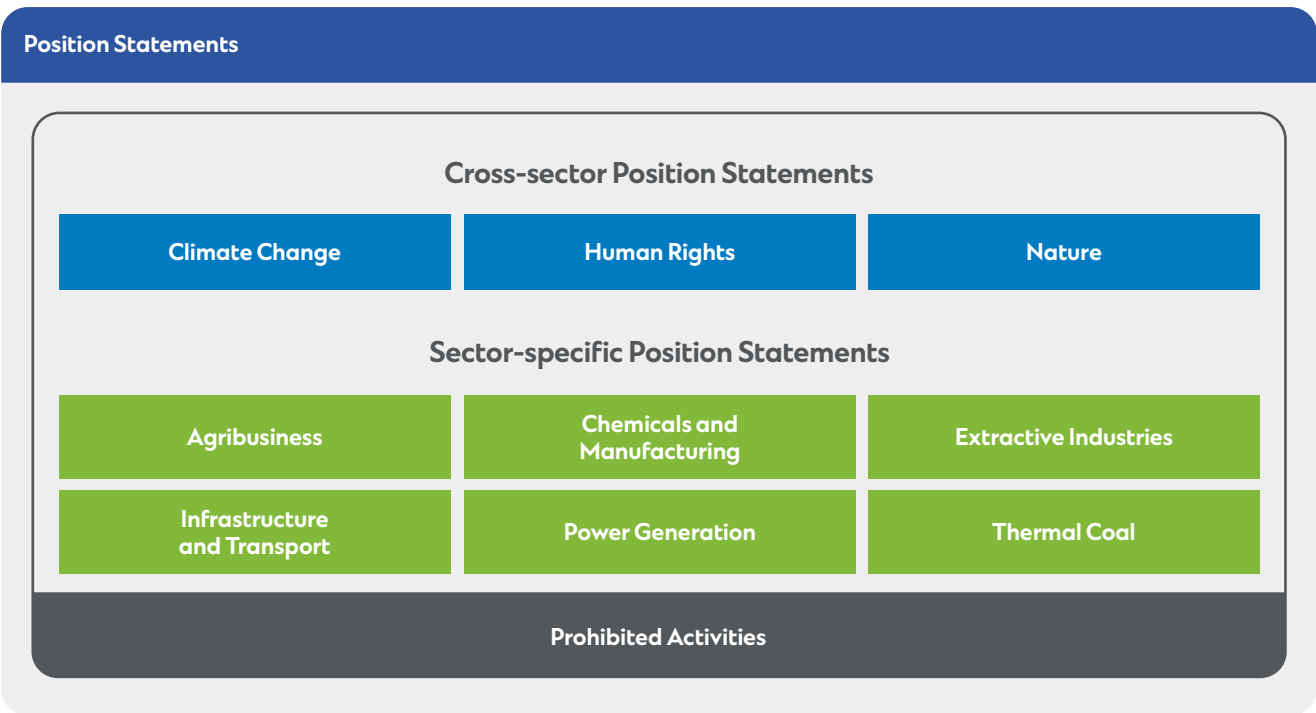 Position Statements
Cross-sector Position Statements
Climate Change
Human Rights
Nature
Sector-specific Position Statements
Agribusiness
Chemicals and
Manufacturing
Extractive Industries
Infrastructure
and Transport
Power Generation
Thermal Coal
Prohibited Activities